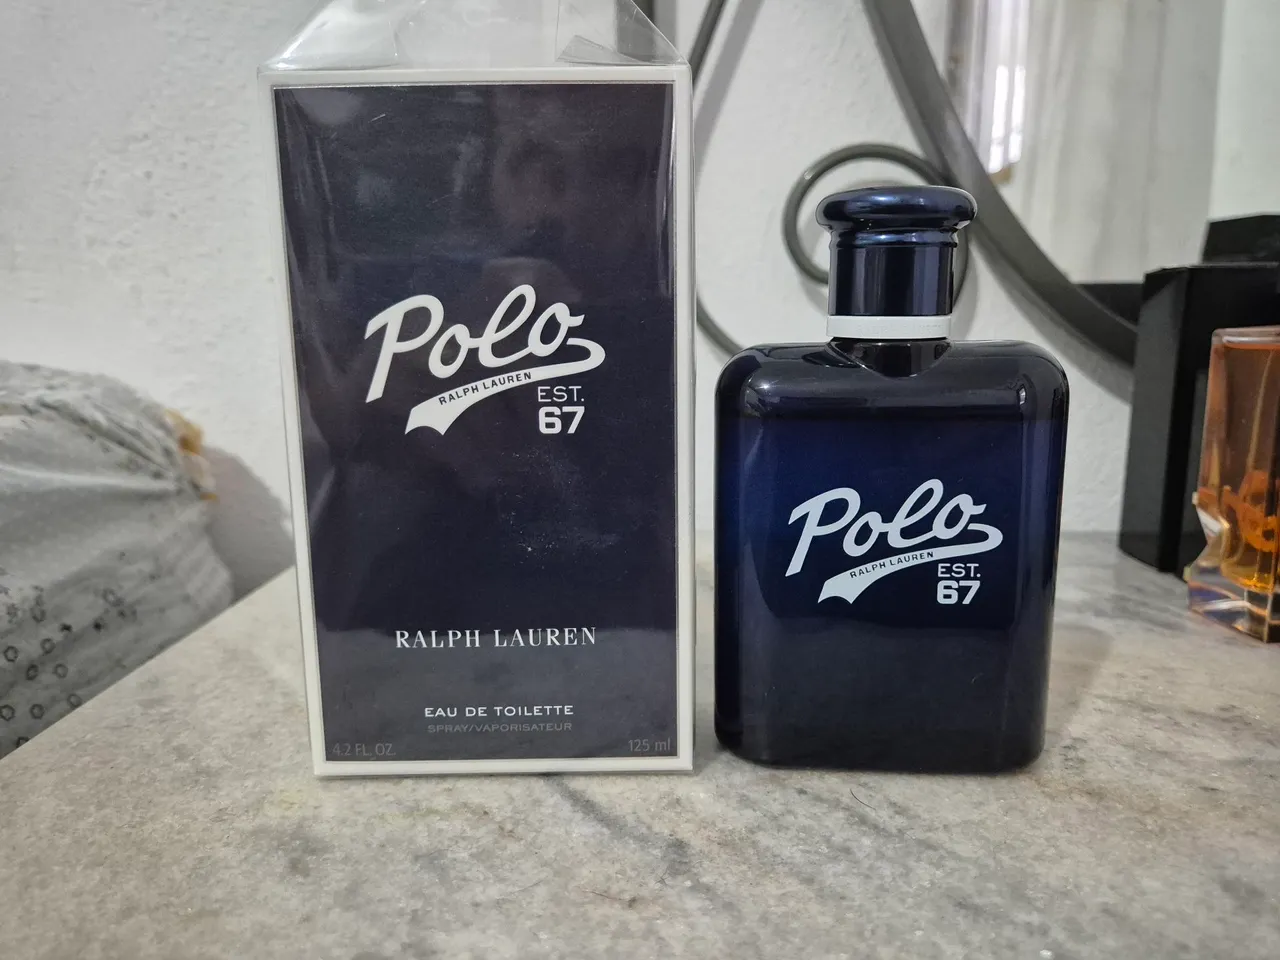 Polo
RALPH LAUREN
EST.
67
RALPH LAUREN
EAU DE TOILETTE
SPRAY/VAPORISATEUR
4.2 FL. OZ. 125 ml
Polo
RALPH LAUREN
EST.
67